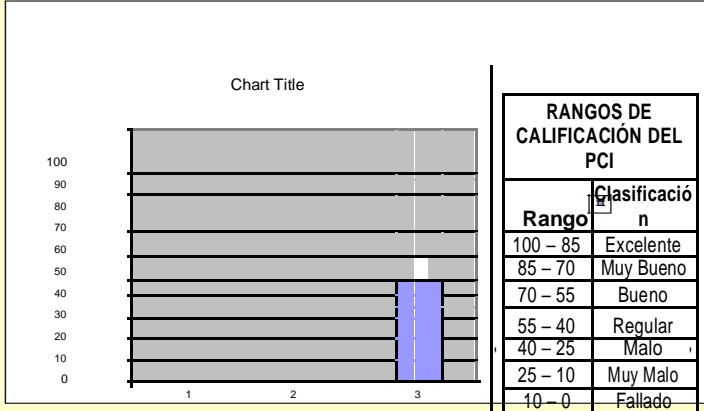 Chart Title
100
90
80
70
60
50
40
30
20
10
0
1 2 3
RANGOS DE
CALIFICACIÓN DEL
PCI
Rango Clasificació
n
100 – 85 Excelente
85 – 70 Muy Bueno
70 – 55 Bueno
55 – 40 Regular
40 – 25 Malo
25 – 10 Muy Malo
10 – 0 Fallado